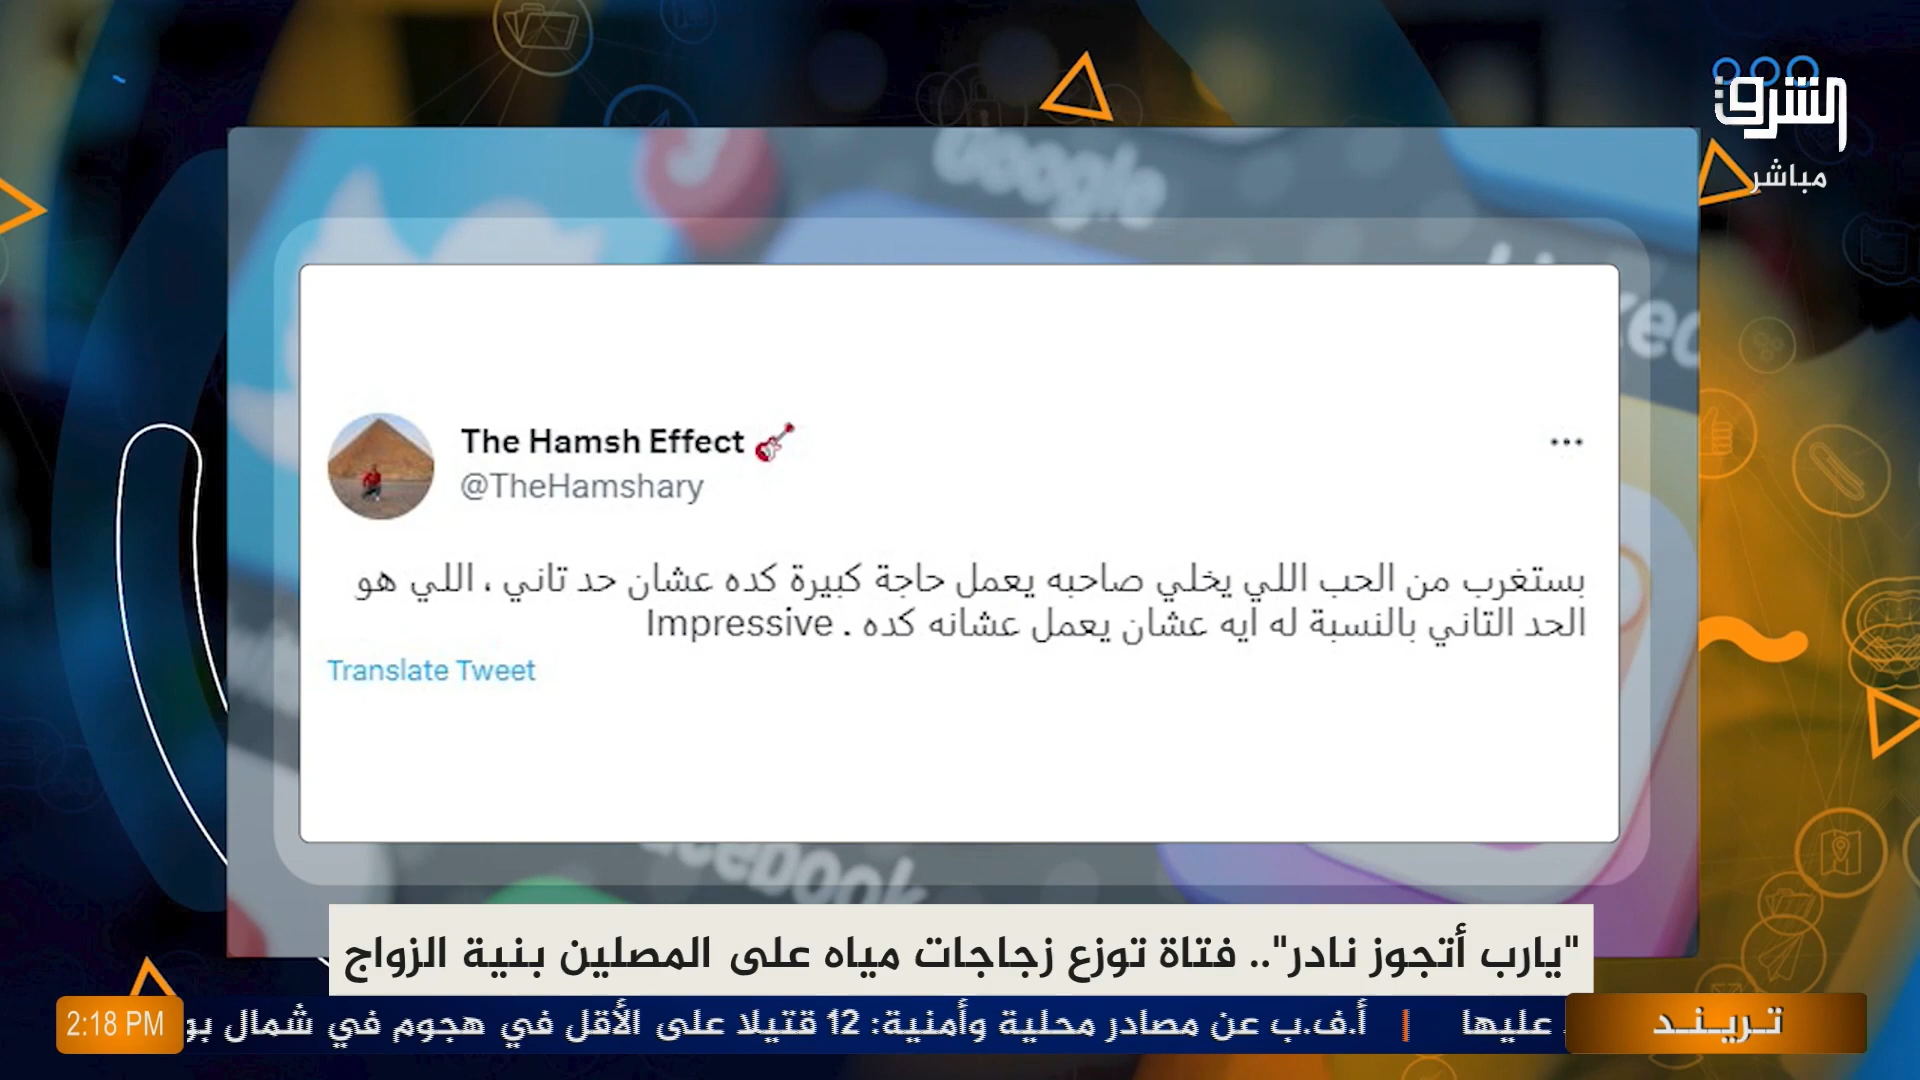 Google
الشرق
مباشر
The Hamsh Effect
@TheHamshary
بستغرب من الحب اللي يخلي صاحبه يعمل حاجة كبيرة كده عشان حد تاني ، اللي هو
الحد التاني بالنسبة له ايه عشان يعمل عشانه كده . Impressive
Translate Tweet
"يارب أتجوز نادر".. فتاة توزع زجاجات مياه على المصلين بنية الزواج
تريند
عليها | أ.ف.ب عن مصادر محلية وأمنية: 12 قتيلا على الأقل في هجوم في شمال بو
2:18 PM